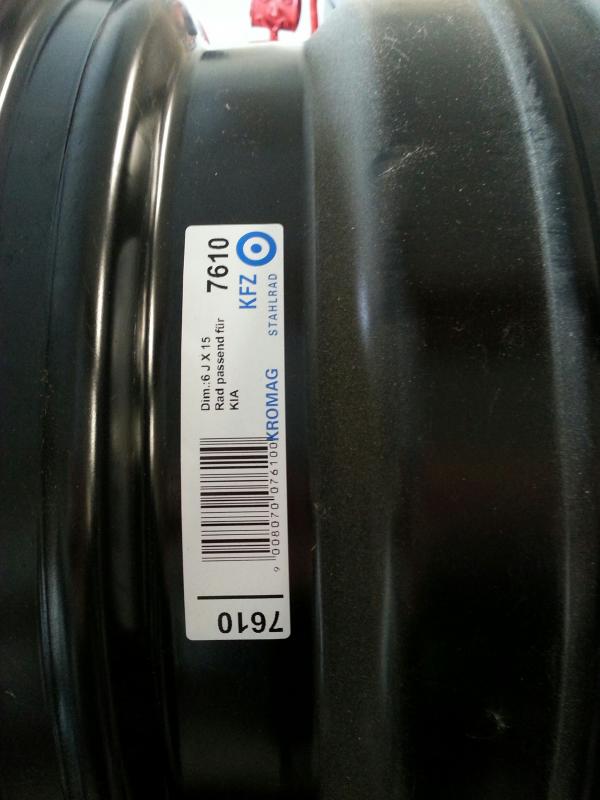 Dim.:6 J X 15
Rad passend für
KIA
7610
KFZ
STAHLRAD
KROMAG
9 008070 076100
7610